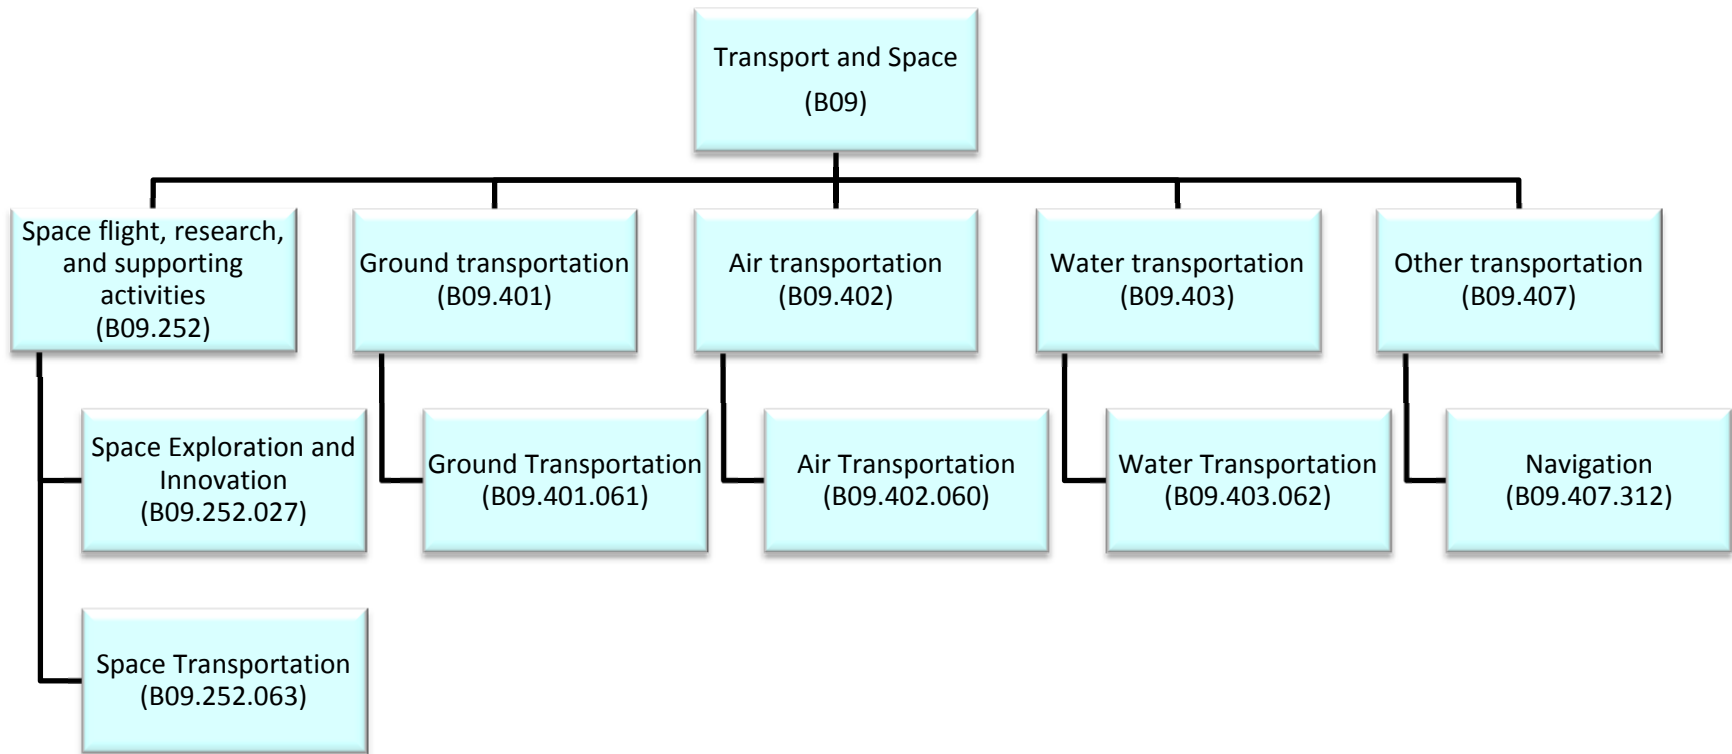 Transport and Space
(B09)
Space flight, research,
and supporting
activities
(B09.252)
Ground transportation
(B09.401)
Air transportation
(B09.402)
Water transportation
(B09.403)
Other transportation
(B09.407)
Space Exploration and
Innovation
(B09.252.027)
Ground Transportation
(B09.401.061)
Air Transportation
(B09.402.060)
Water Transportation
(B09.403.062)
Navigation
(B09.407.312)
Space Transportation
(B09.252.063)